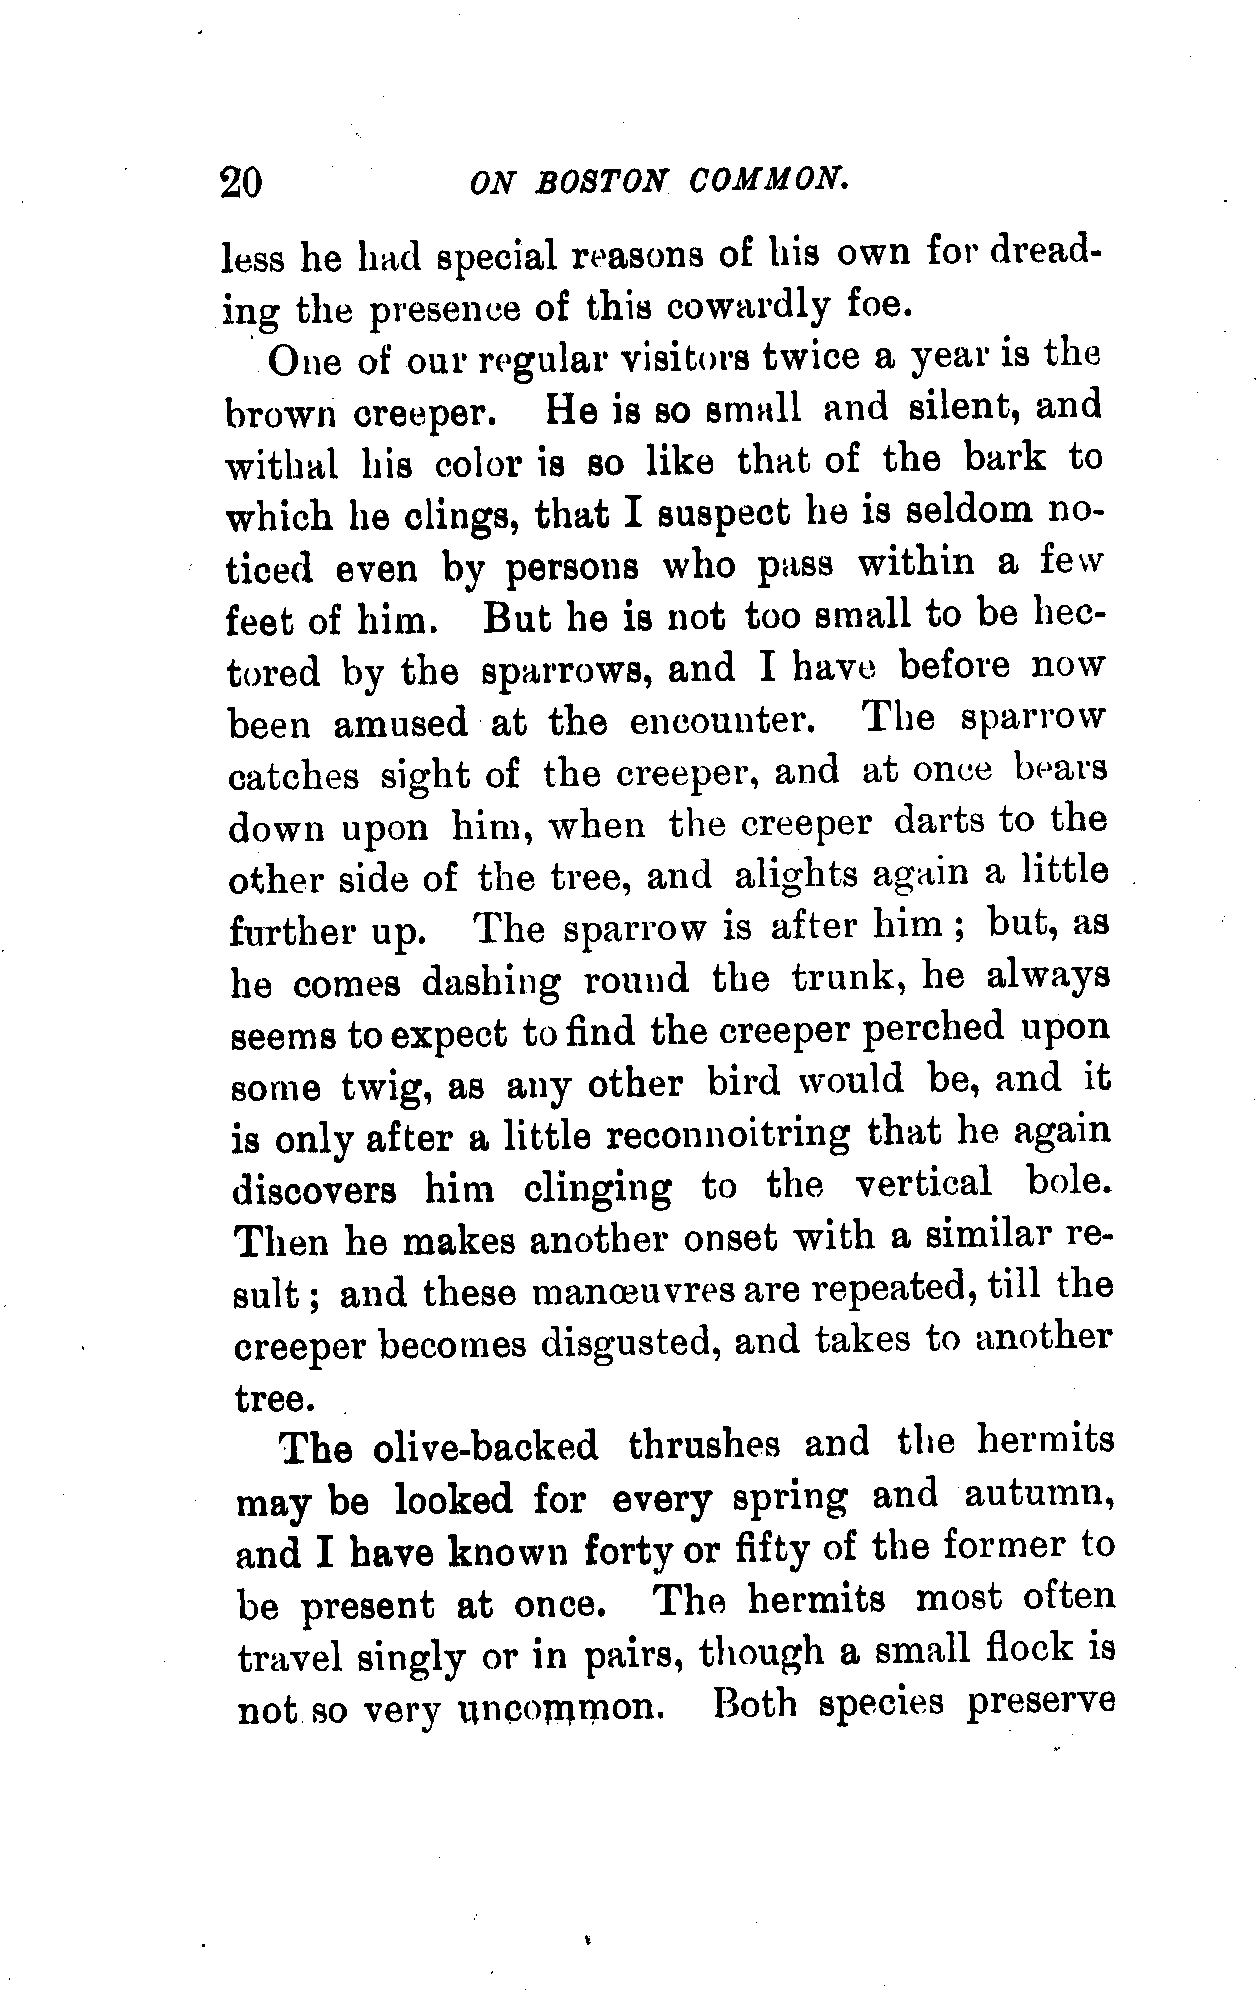 20 ON BOSTON COMMON.
less he had special reasons of his own for dread-
ing the presence of this cowardly foe.
One of our regular visitors twice a year is the
brown creeper. He is so small and silent, and
withal his color is so like that of the bark to
which he clings, that I suspect he is seldom no-
ticed even by persons who pass within a few
feet of him. But he is not too small to be hec-
tored by the sparrows, and I have before now
been amused at the encounter. The sparrow
catches sight of the creeper, and at once bears
down upon him, when the creeper darts to the
other side of the tree, and alights again a little
further up. The sparrow is after him ; but, as
he comes dashing round the trunk, he always
seems to expect to find the creeper perched upon
some twig, as any other bird would be, and it
is only after a little reconnoitring that he again
discovers him clinging to the vertical bole.
Then he makes another onset with a similar re-
sult ; and these manœuvres are repeated, till the
creeper becomes disgusted, and takes to another
tree.
The olive-backed thrushes and the hermits
may be looked for every spring and autumn,
and I have known forty or fifty of the former to
be present at once. The hermits most often
travel singly or in pairs, though a small flock is
not so very uncommon. Both species preserve